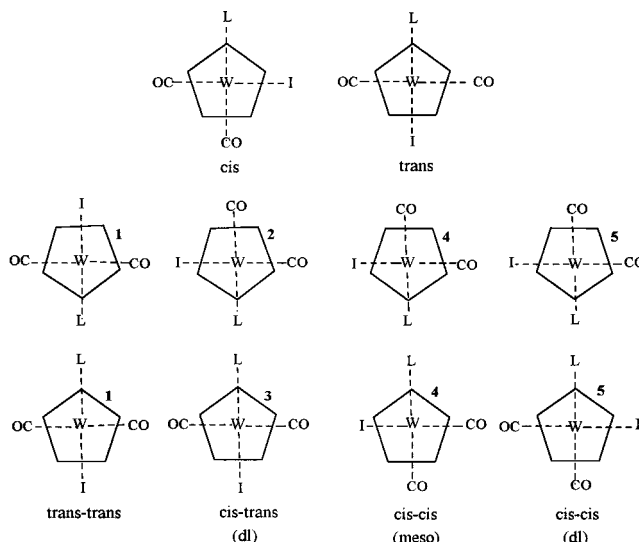 L L
OC W I OC W CO
CO I
cis trans
I CO CO CO
1 2 4 5
OC W CO I W CO I W CO I W CO
L L L L
L L L L
1 3 4 5
OC W CO OC W CO I W CO OC W I
I I CO CO
trans-trans cis-trans cis-cis cis-cis
(dl) (meso) (dl)